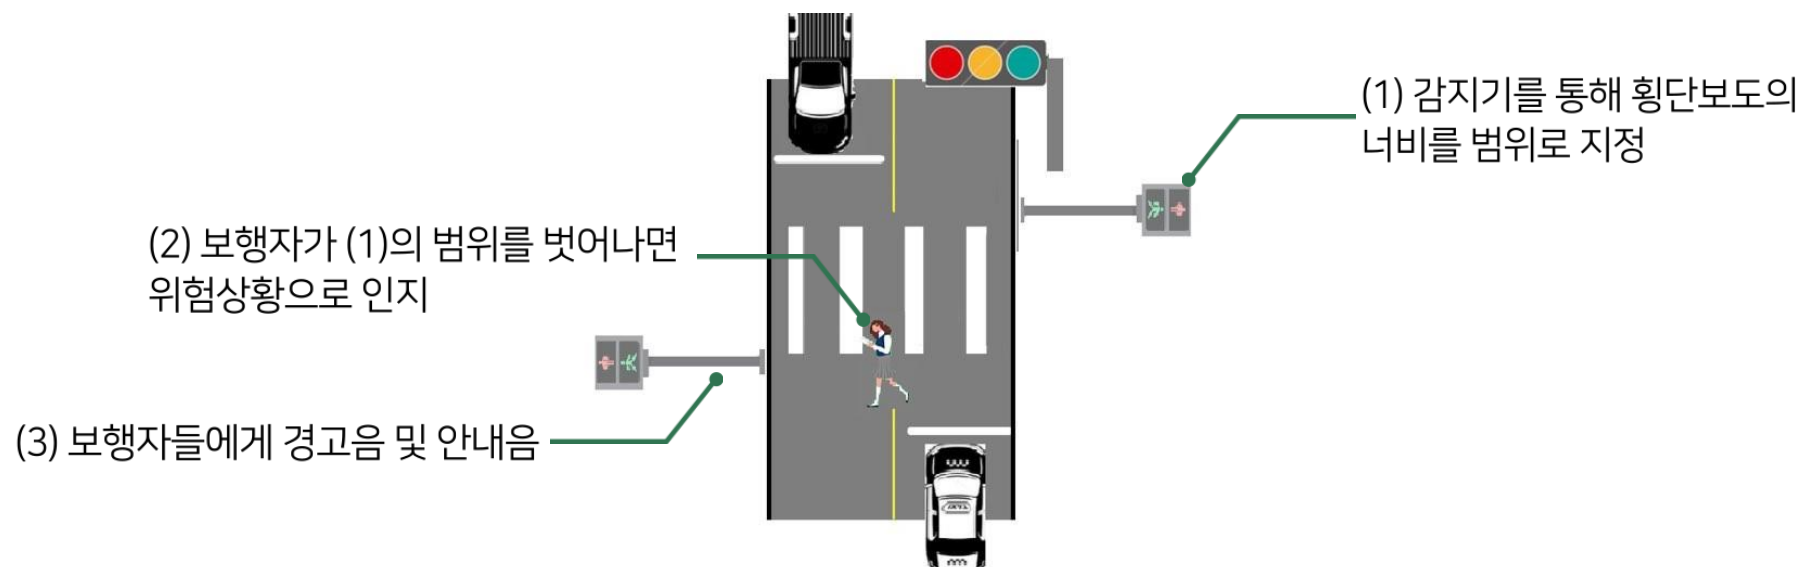 (1) 감지기를 통해 횡단보도의
너비를 범위로 지정
(2) 보행자가 (1)의 범위를 벗어나면
위험상황으로 인지
(3) 보행자들에게 경고음 및 안내음